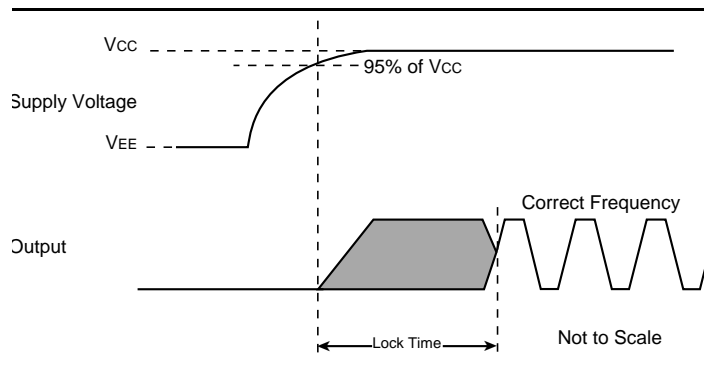 VCC
95% of VCC
Supply Voltage
VEE
Correct Frequency
Output
Lock Time
Not to Scale